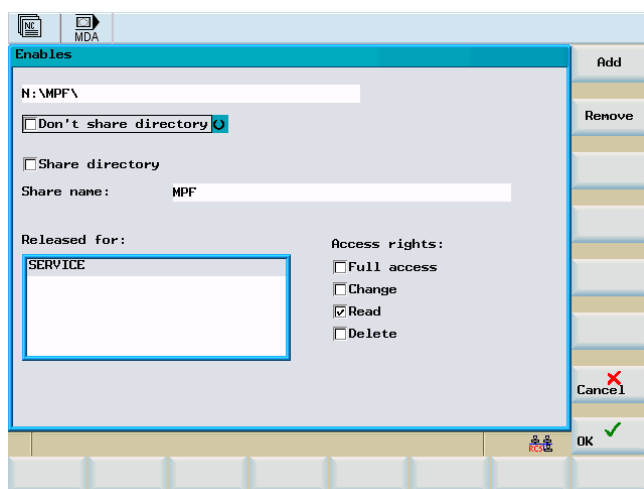 NC
MDA
Enables
Add
N:\MPF\
Don't share directory
Remove
Share directory
Share name: MPF
Released for:
SERVICE
Access rights:
Full access
Change
Read
Delete
Cancel
RCS
OK